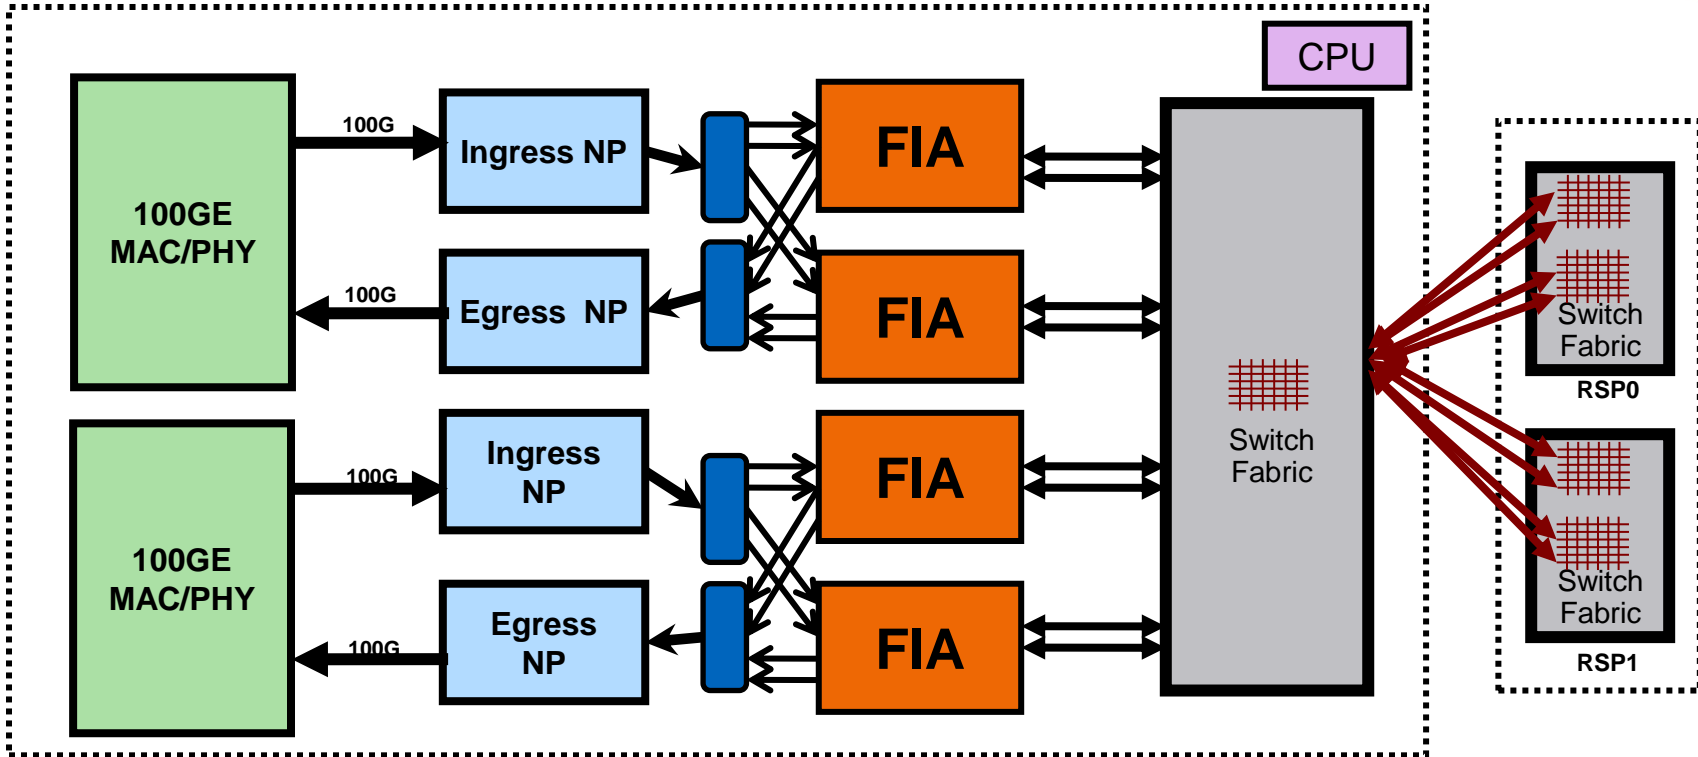 CPU
100GE
MAC/PHY
100G
Ingress NP
FIA
100G
Egress NP
FIA
Switch
Fabric
RSP0
100GE
MAC/PHY
100G
Ingress
NP
FIA
Switch
Fabric
100G
Egress
NP
FIA
Switch
Fabric
RSP1